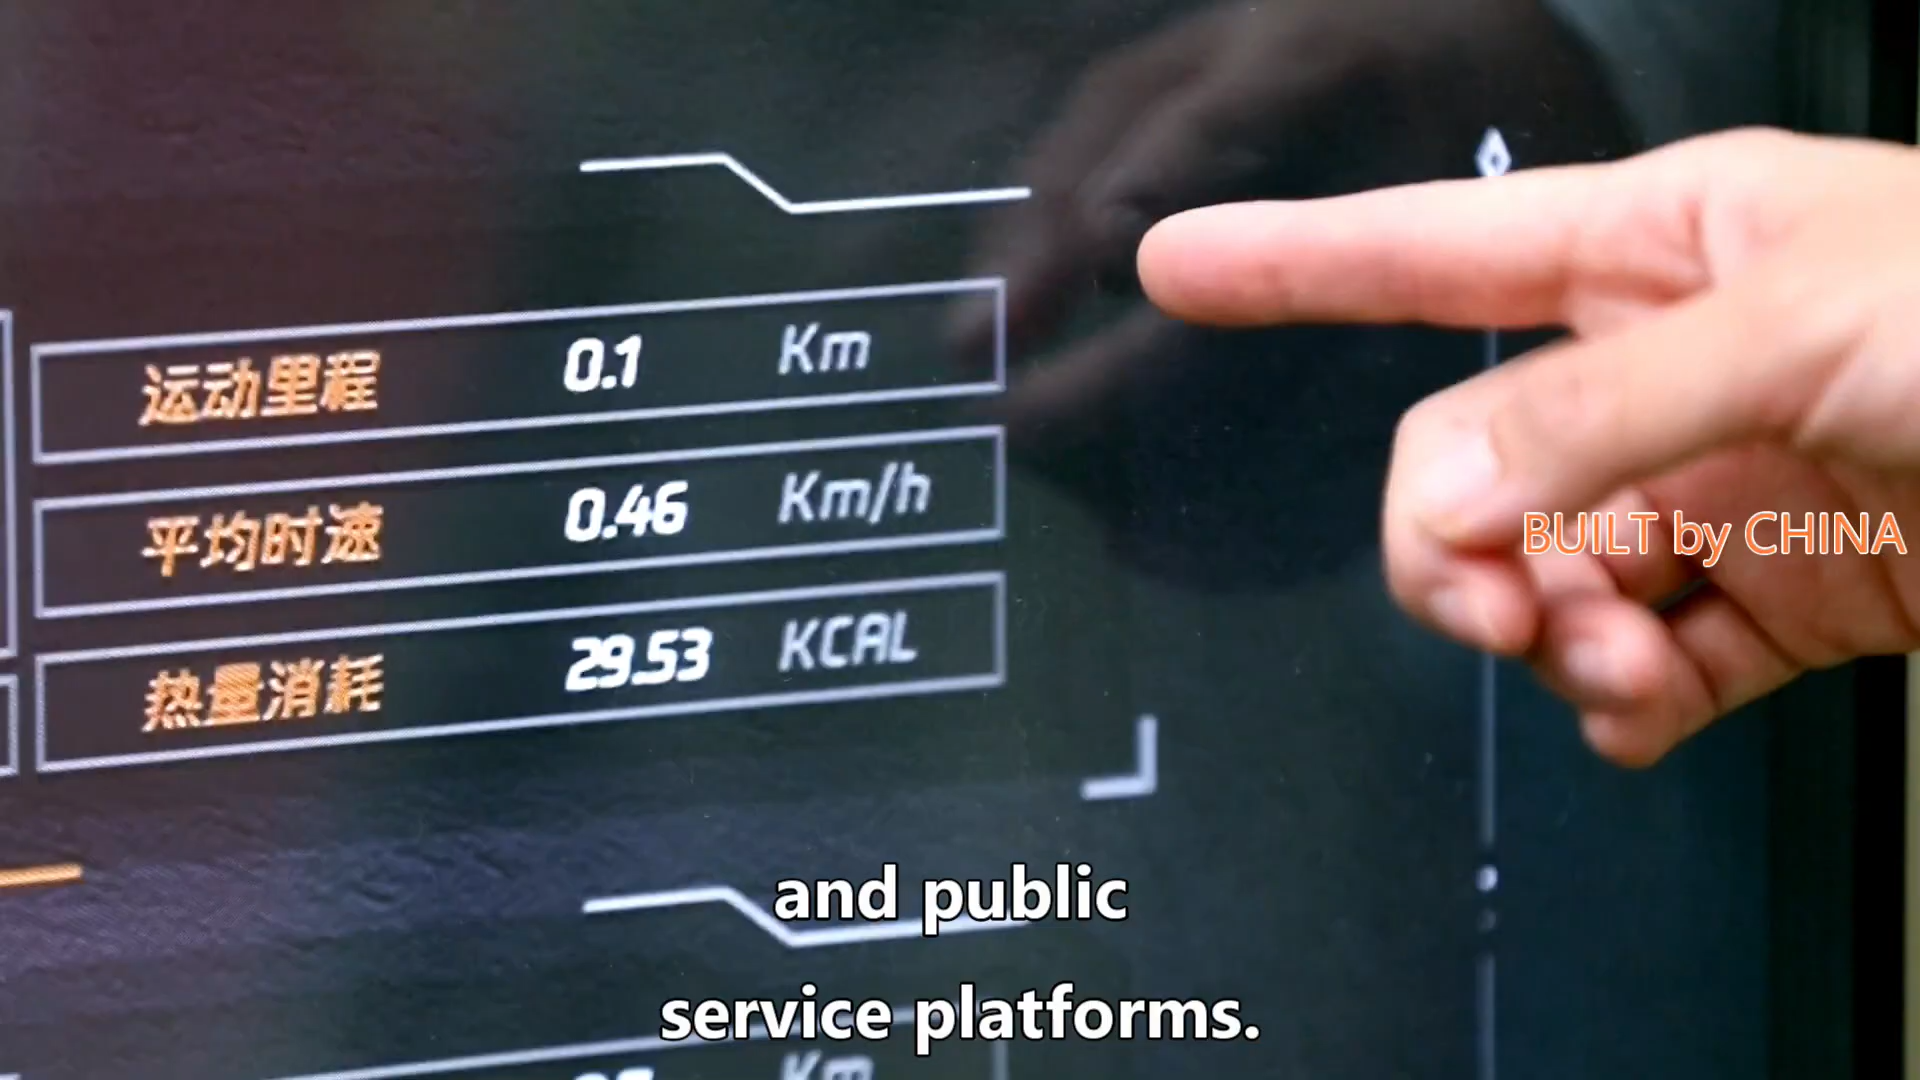 运动里程 0.1 Km
平均时速 0.46 Km/h
热量消耗 29.53 KCAL
BUILT by CHINA
and public
service platforms.
Km